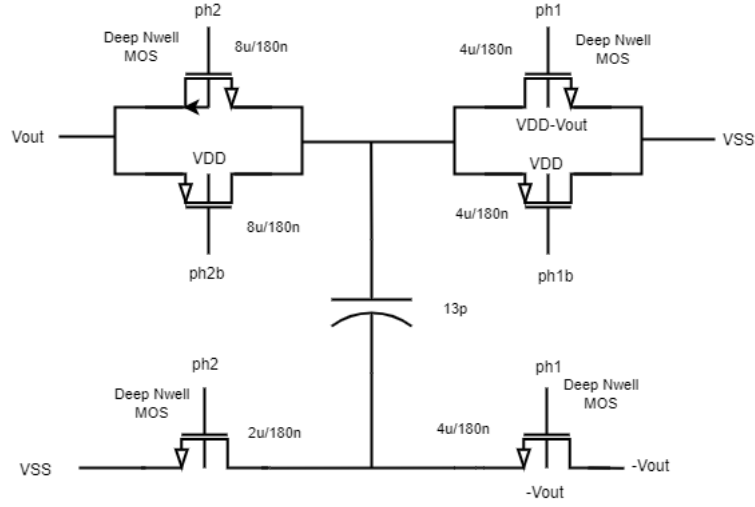 ph2
ph1
Deep Nwell
MOS
8u/180n
4u/180n
Deep Nwell
MOS
Vout
VDD
VDD-Vout
VDD
VSS
8u/180n
4u/180n
ph2b
ph1b
13p
ph2
ph1
Deep Nwell
MOS
2u/180n
4u/180n
Deep Nwell
MOS
VSS
-Vout
-Vout